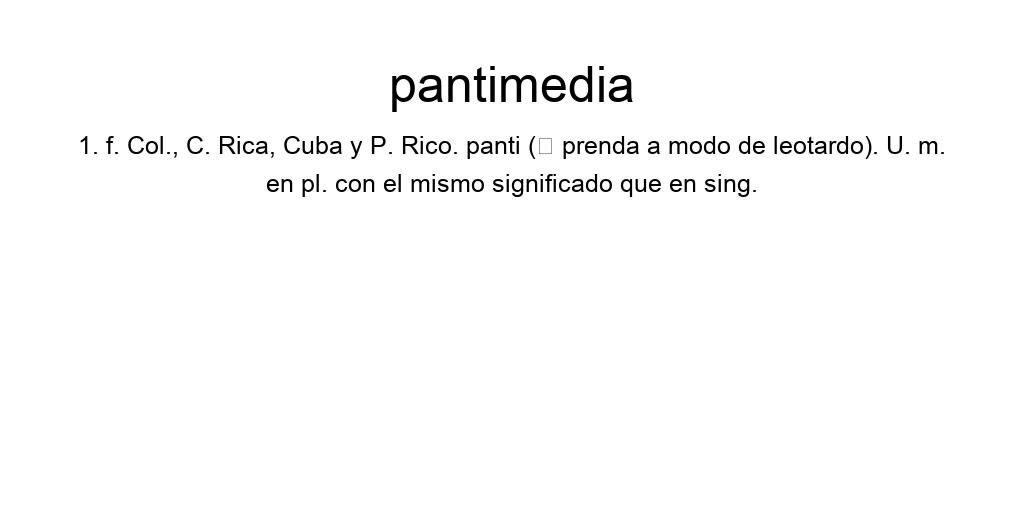 pantimedia
1. f. Col., C. Rica, Cuba y P. Rico. panti (□ prenda a modo de leotardo). U. m.
en pl. con el mismo significado que en sing.